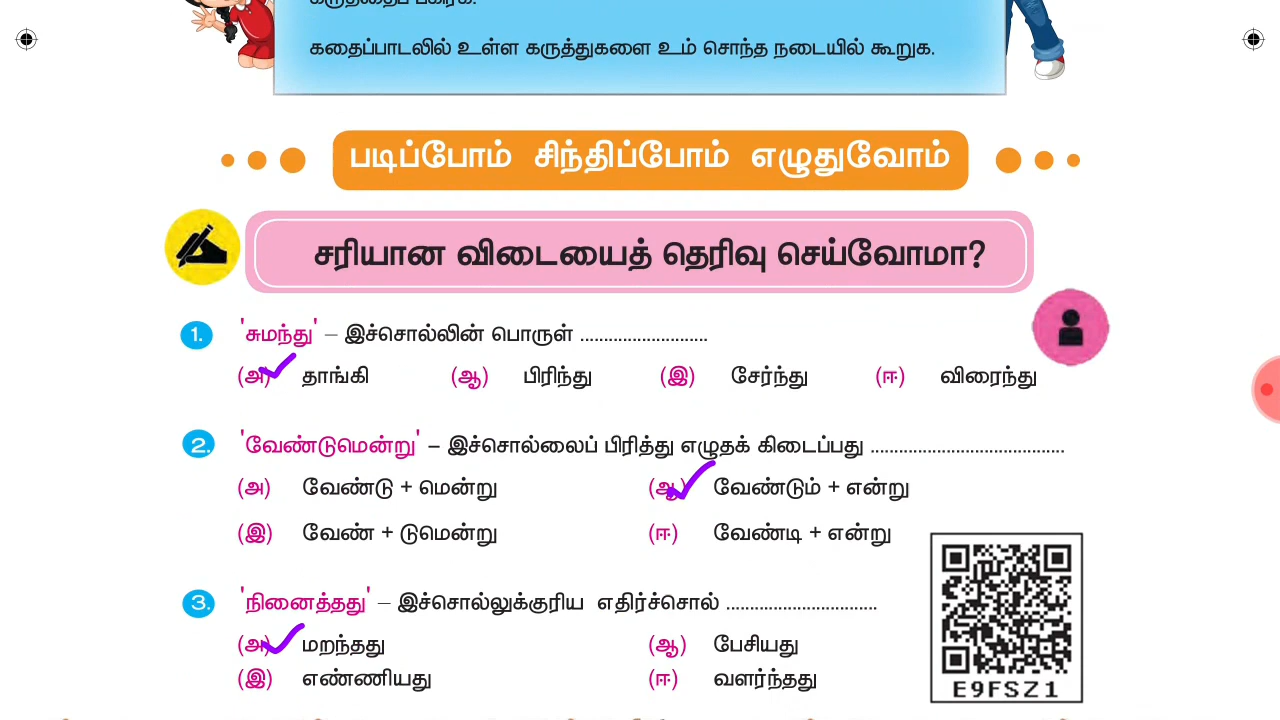 கதைப்பாடலில் உள்ள கருத்துகளை உம் சொந்த நடையில் கூறுக.
படிப்போம் சிந்திப்போம் எழுதுவோம்
சரியான விடையைத் தெரிவு செய்வோமா?
1. 'சுமந்து' – இச்சொல்லின் பொருள் ...........................
(அ) தாங்கி (ஆ) பிரிந்து (இ) சேர்ந்து (ஈ) விரைந்து
2. 'வேண்டுமென்று' – இச்சொல்லைப் பிரித்து எழுதக் கிடைப்பது .........................................
(அ) வேண்டு + மென்று (ஆ) வேண்டும் + என்று
(இ) வேண் + டுமென்று (ஈ) வேண்டி + என்று
3. 'நினைத்தது' – இச்சொல்லுக்குரிய எதிர்ச்சொல் ................................
(அ) மறந்தது (ஆ) பேசியது
(இ) எண்ணியது (ஈ) வளர்ந்தது
E9FSZ1